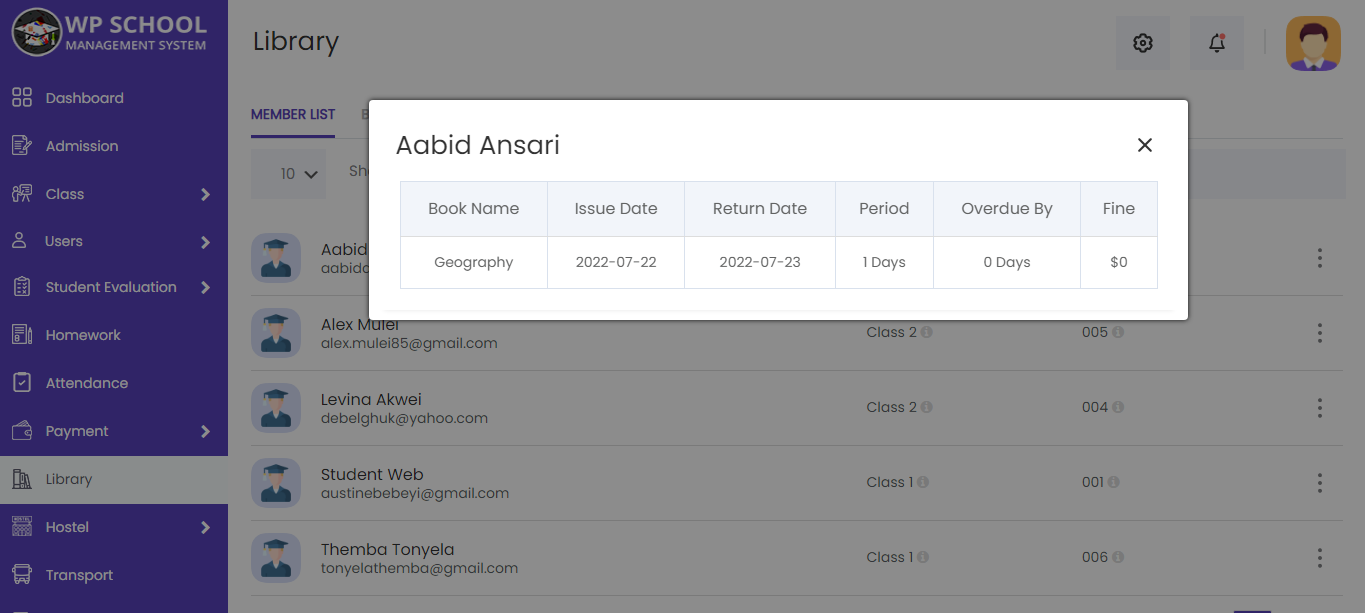 WP SCHOOL
MANAGEMENT SYSTEM
Dashboard
Admission
Class
Users
Student Evaluation
Homework
Attendance
Payment
Library
Hostel
Transport
Library
MEMBER LIST
10
Aabid Ansari
Book Name Issue Date Return Date Period Overdue By Fine
Geography 2022-07-22 2022-07-23 1 Days 0 Days $0
Aabid
Alex Mulei
alex.mulei85@gmail.com
Class 2
005
Levina Akwei
debelghuk@yahoo.com
Class 2
004
Student Web
austinebebeyi@gmail.com
Class 1
001
Themba Tonyela
tonyelathemba@gmail.com
Class 1
006